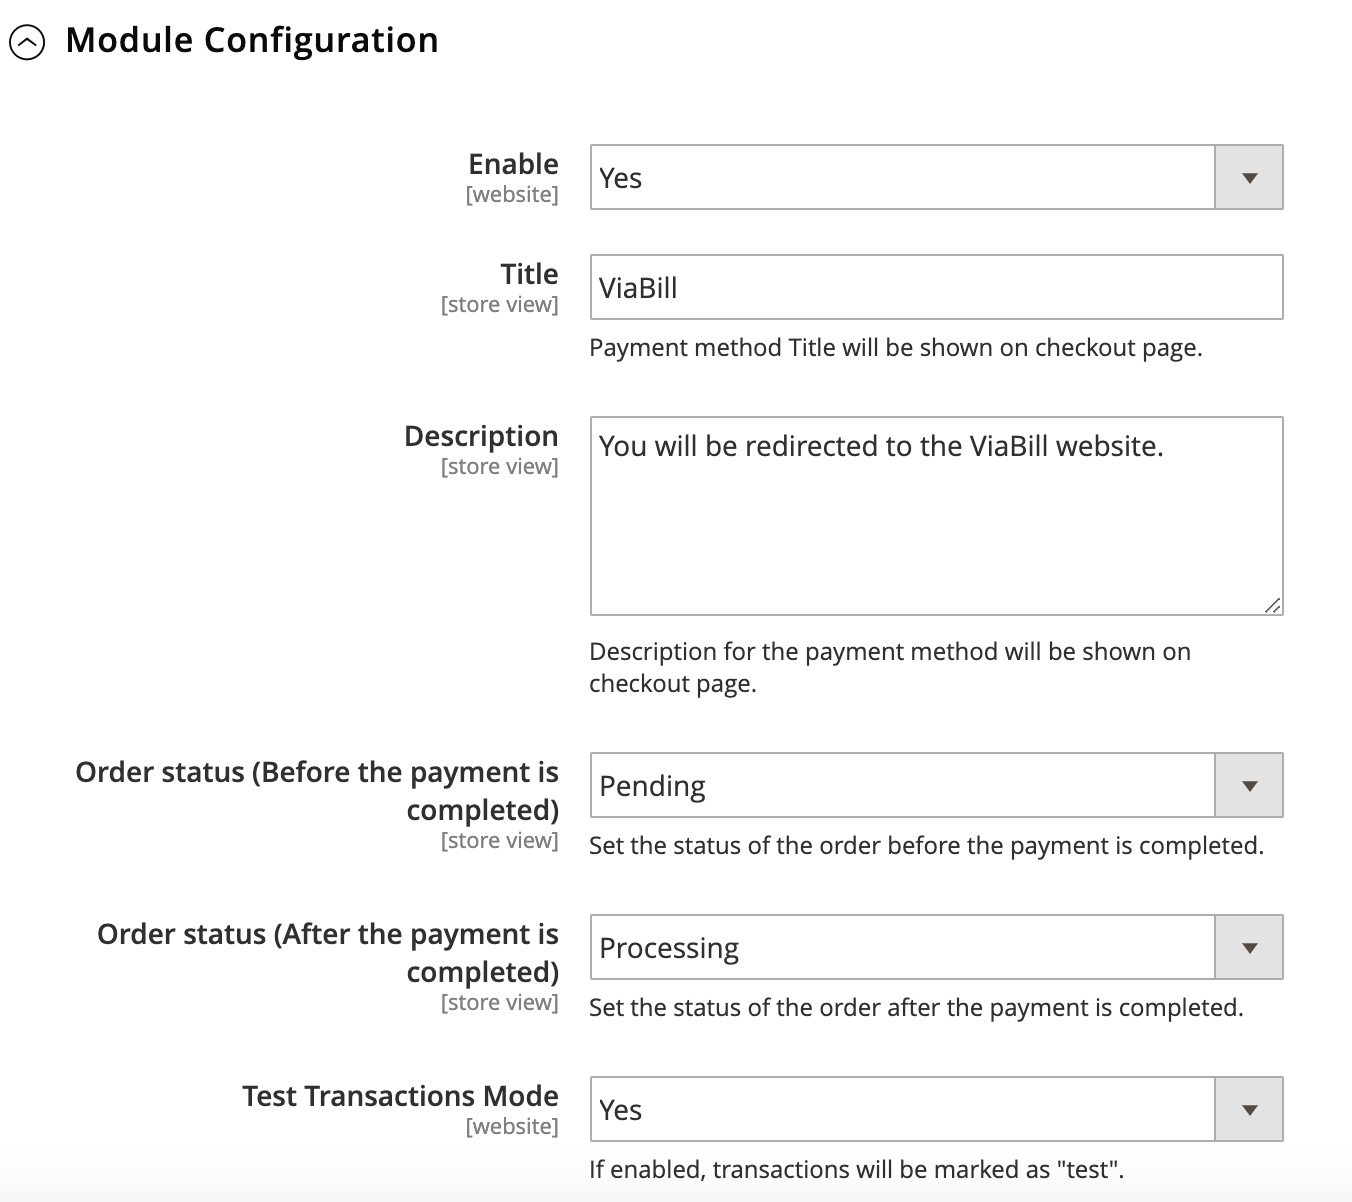 Module Configuration
Enable
[website]
Yes
Title
[store view]
ViaBill
Payment method Title will be shown on checkout page.
Description
[store view]
You will be redirected to the ViaBill website.
Description for the payment method will be shown on
checkout page.
Order status (Before the payment is
completed)
[store view]
Pending
Set the status of the order before the payment is completed.
Order status (After the payment is
completed)
[store view]
Processing
Set the status of the order after the payment is completed.
Test Transactions Mode
[website]
Yes
If enabled, transactions will be marked as "test".